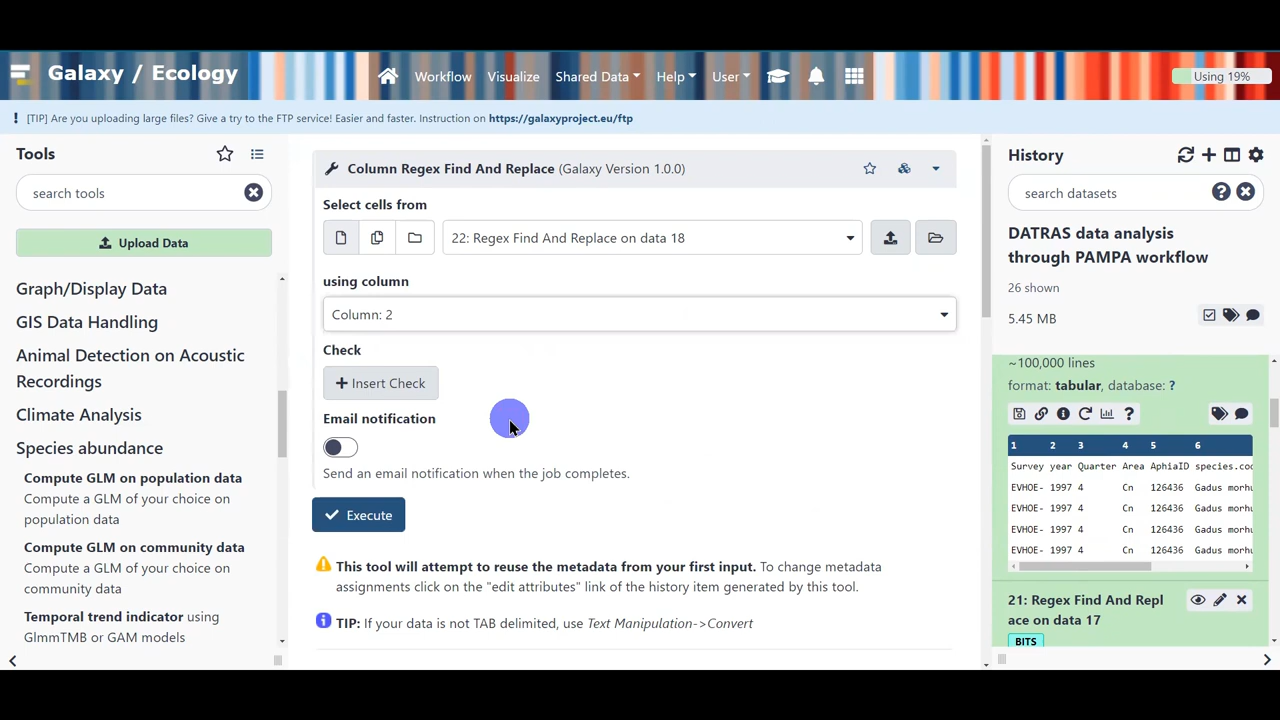 Galaxy / Ecology
Workflow Visualize Shared Data Help User
Using 19%
! [TIP] Are you uploading large files? Give a try to the FTP service! Easier and faster. Instruction on https://galaxyproject.eu/ftp
Tools
search tools
Upload Data
Graph/Display Data
GIS Data Handling
Animal Detection on Acoustic
Recordings
Climate Analysis
Species abundance
Compute GLM on population data
Compute a GLM of your choice on
population data
Compute GLM on community data
Compute a GLM of your choice on
community data
Temporal trend indicator using
GlmmTMB or GAM models
Column Regex Find And Replace (Galaxy Version 1.0.0)
Select cells from
22: Regex Find And Replace on data 18
using column
Column: 2
Check
+ Insert Check
Email notification
Send an email notification when the job completes.
Execute
This tool will attempt to reuse the metadata from your first input. To change metadata
assignments click on the "edit attributes" link of the history item generated by this tool.
TIP: If your data is not TAB delimited, use Text Manipulation->Convert
History
search datasets
DATRAS data analysis
through PAMPA workflow
26 shown
5.45 MB
~100,000 lines
format: tabular, database: ?
1 2 3 4 5 6
Survey year Quarter Area AphiaID species.coc
EVHOE- 1997 4 Cn 126436 Gadus morhu
EVHOE- 1997 4 Cn 126436 Gadus morhu
EVHOE- 1997 4 Cn 126436 Gadus morhu
EVHOE- 1997 4 Cn 126436 Gadus morhu
21: Regex Find And Repl
ace on data 17
BITS